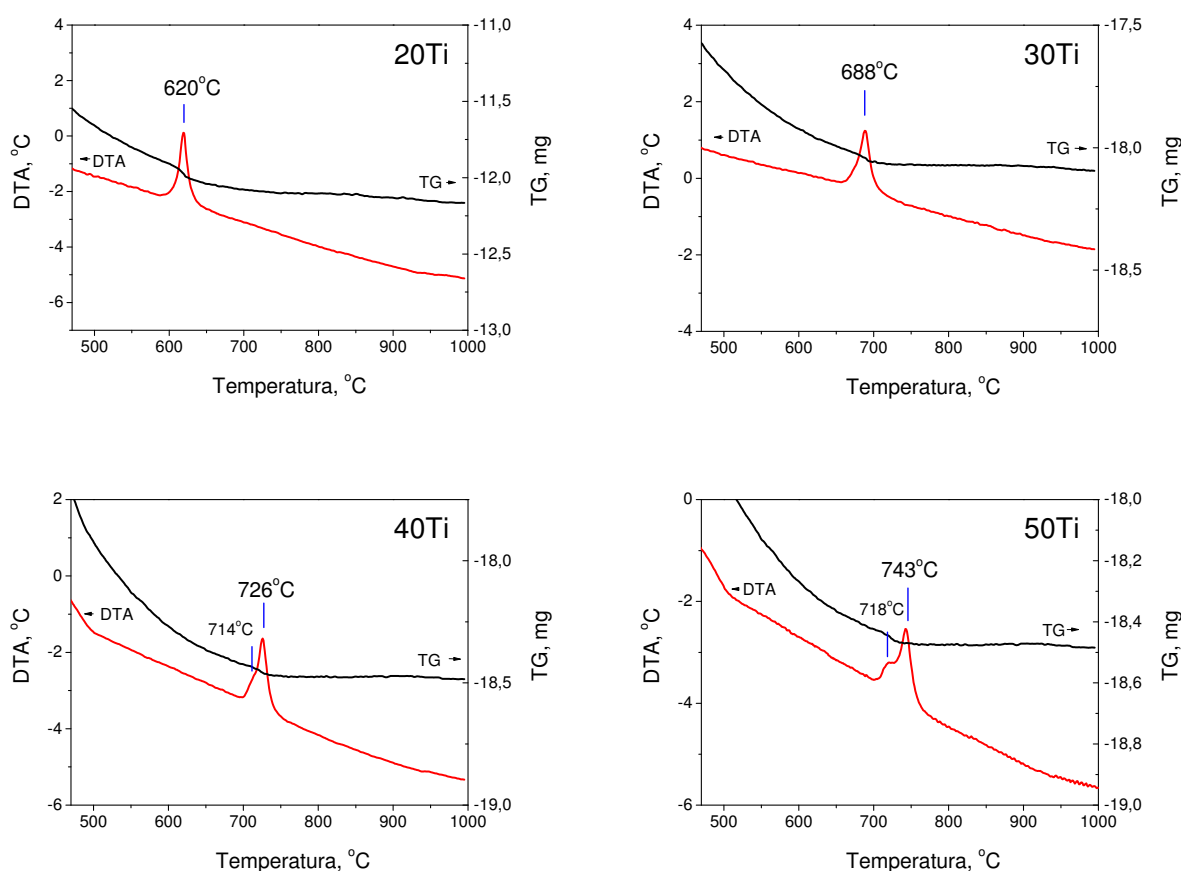 20Ti
620°C
DTA
TG
DTA, °C
TG, mg
4
2
0
-2
-4
-6
-11,0
-11,5
-12,0
-12,5
-13,0
500 600 700 800 900 1000
Temperatura, °C
30Ti
688°C
DTA
TG
DTA, °C
TG, mg
4
2
0
-2
-4
-17,5
-18,0
-18,5
500 600 700 800 900 1000
Temperatura, °C
40Ti
726°C
714°C
DTA
TG
DTA, °C
TG, mg
2
0
-2
-4
-6
-18,0
-18,5
-19,0
500 600 700 800 900 1000
Temperatura, °C
50Ti
743°C
718°C
DTA
TG
DTA, °C
TG, mg
0
-2
-4
-6
-18,0
-18,2
-18,4
-18,6
-18,8
-19,0
500 600 700 800 900 1000
Temperatura, °C